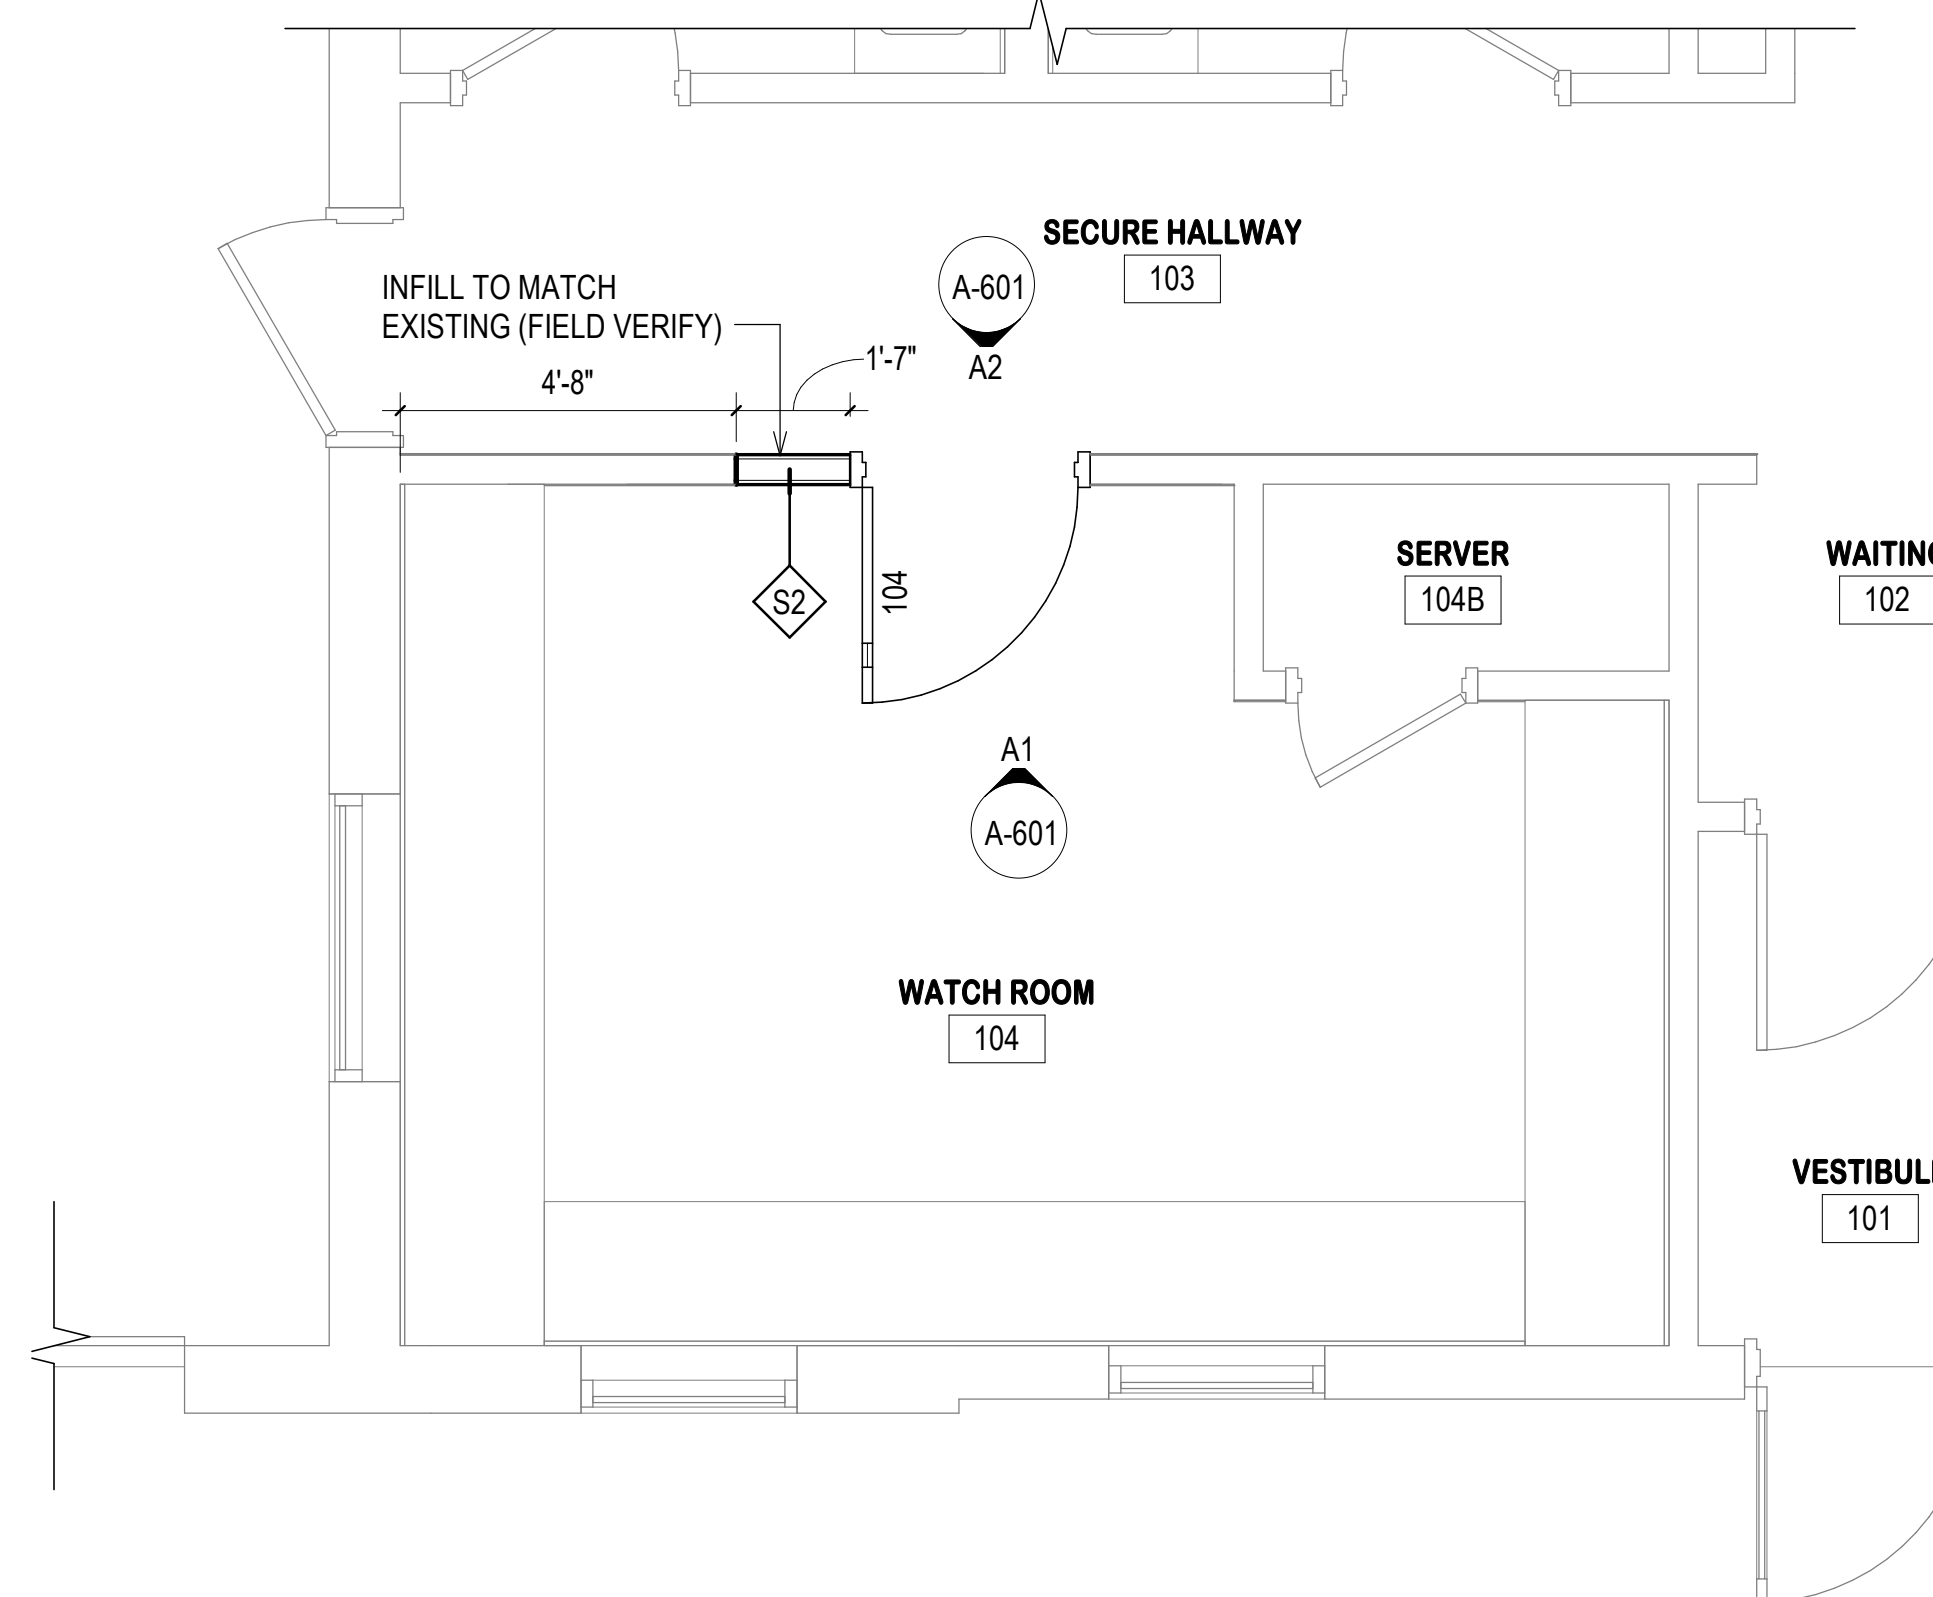 SECURE HALLWAY
103
A-601
A2
INFILL TO MATCH
EXISTING (FIELD VERIFY)
1'-7"
4'-8"
S2
104
SERVER
104B
WAITING
102
A1
A-601
WATCH ROOM
104
VESTIBUL
101